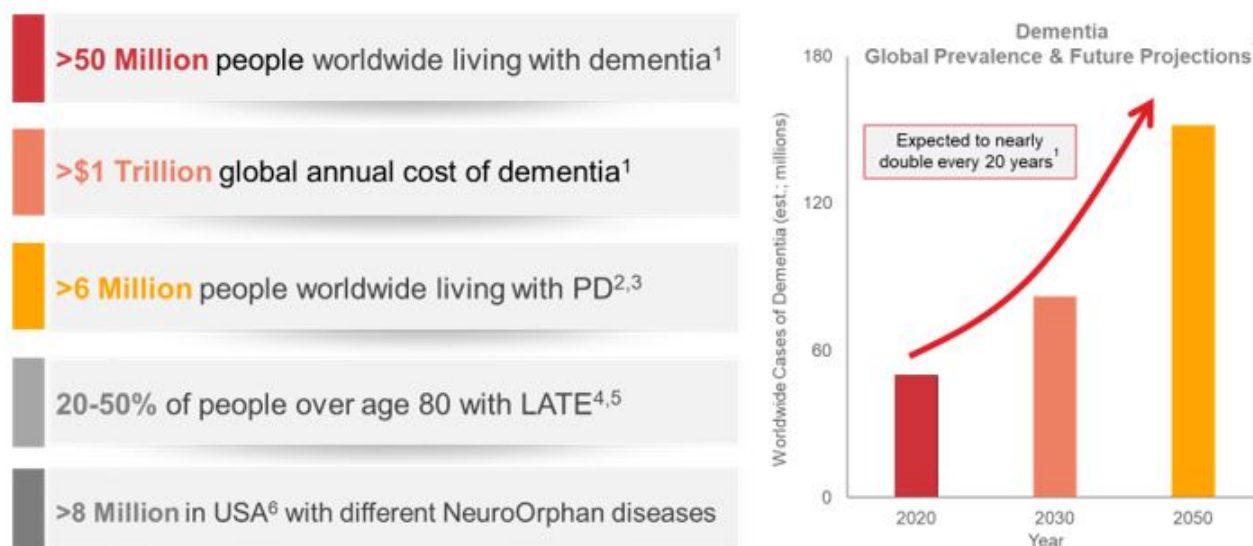 >50 Million people worldwide living with dementia¹
>$1 Trillion global annual cost of dementia¹
>6 Million people worldwide living with PD²,³
20-50% of people over age 80 with LATE⁴,⁵
>8 Million in USA⁶ with different NeuroOrphan diseases
Dementia
Global Prevalence & Future Projections
Worldwide Cases of Dementia (est.; millions)
180
120
60
0
Expected to nearly
double every 20 years¹
2020 2030 2050
Year